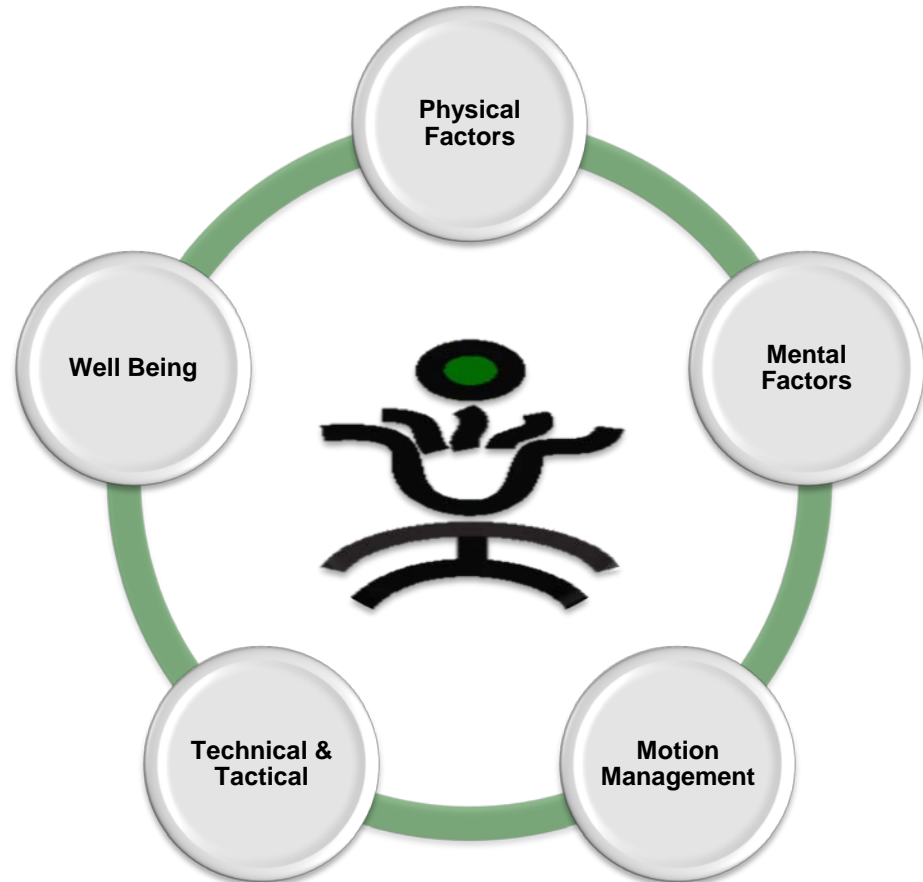 Physical
Factors
Mental
Factors
Motion
Management
Technical &
Tactical
Well Being